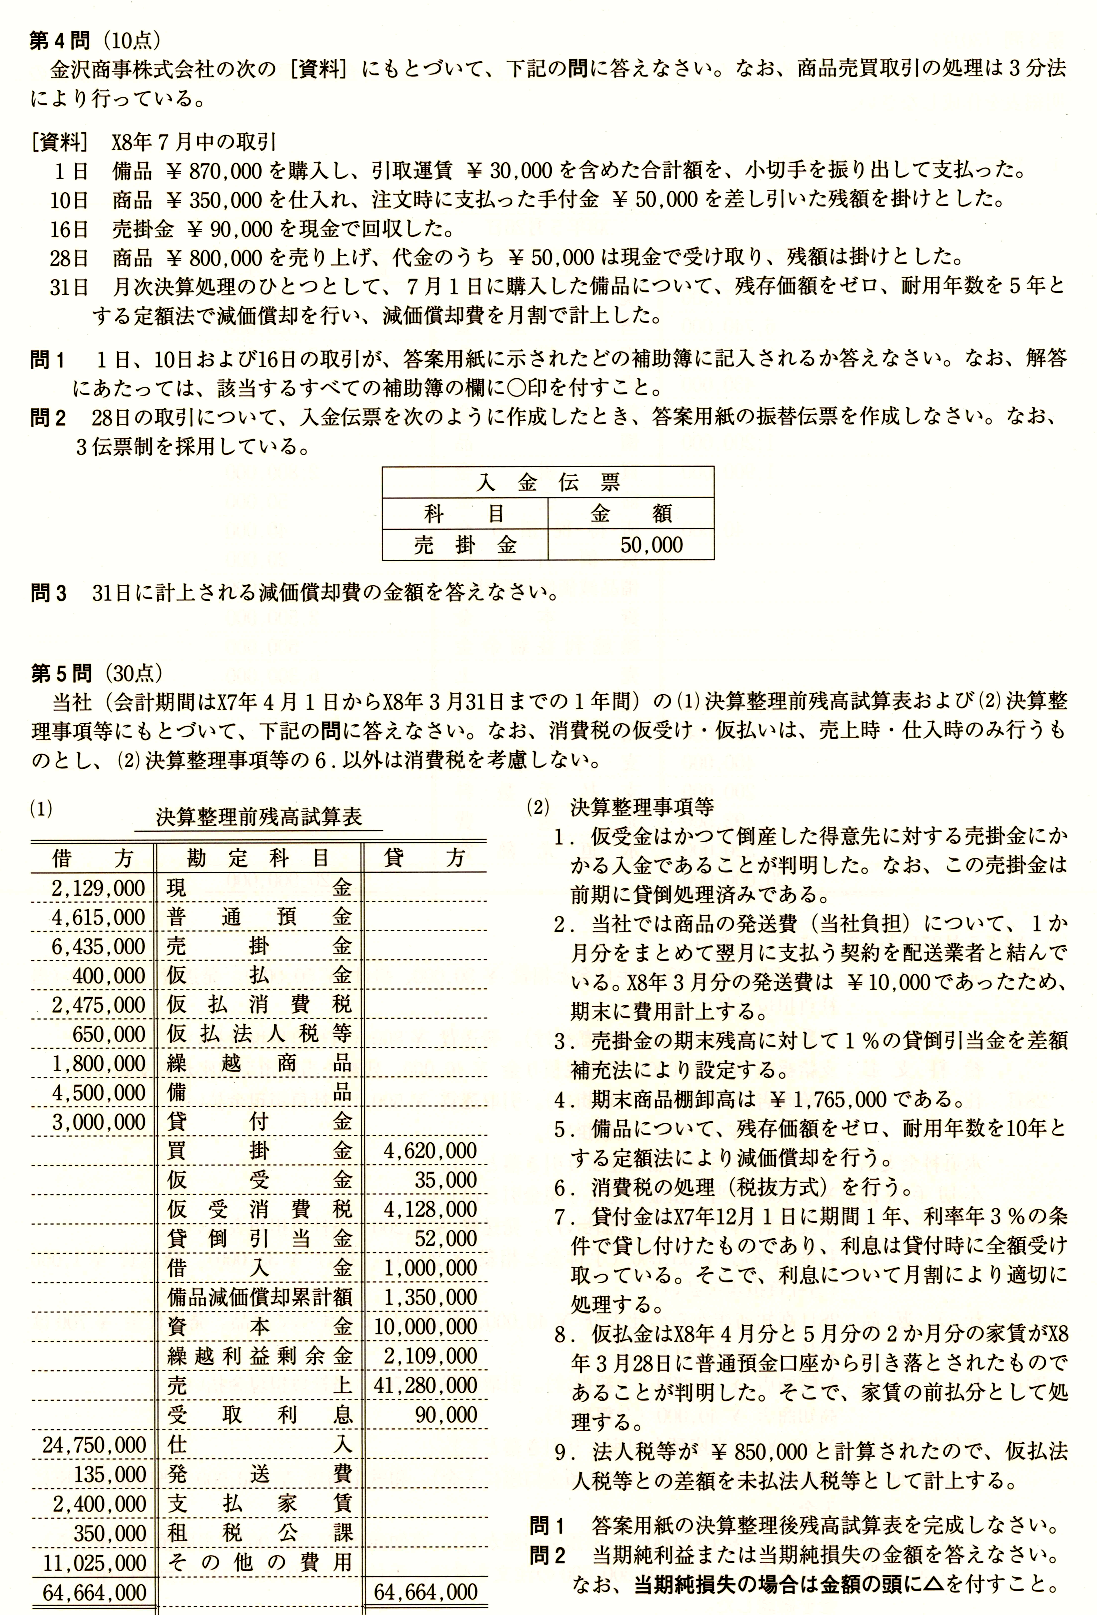 第4問（10点）
金沢商事株式会社の次の［資料］にもとづいて、下記の問に答えなさい。なお、商品売買取引の処理は3分法
により行っている。
［資料］ X8年7月中の取引
1日 備品 ￥870,000を購入し、引取運賃 ￥30,000を含めた合計額を、小切手を振り出して支払った。
10日 商品 ￥350,000を仕入れ、注文時に支払った手付金 ￥50,000を差し引いた残額を掛けとした。
16日 売掛金 ￥90,000を現金で回収した。
28日 商品 ￥800,000を売り上げ、代金のうち ￥50,000は現金で受け取り、残額は掛けとした。
31日 月次決算処理のひとつとして、7月1日に購入した備品について、残存価額をゼロ、耐用年数を5年と
する定額法で減価償却を行い、減価償却費を月割で計上した。
問1 1日、10日および16日の取引が、答案用紙に示されたどの補助簿に記入されるか答えなさい。なお、解答
にあたっては、該当するすべての補助簿の欄に〇印を付すこと。
問2 28日の取引について、入金伝票を次のように作成したとき、答案用紙の振替伝票を作成しなさい。なお、
3伝票制を採用している。
入金伝票
科目 金額
売掛金 50,000
問3 31日に計上される減価償却費の金額を答えなさい。
第5問（30点）
当社（会計期間はX7年4月1日からX8年3月31日までの1年間）の(1)決算整理前残高試算表および(2)決算整
理事項等にもとづいて、下記の問に答えなさい。なお、消費税の仮受け・仮払いは、売上時・仕入時のみ行うも
のとし、(2)決算整理事項等の6.以外は消費税を考慮しない。
(1)
決算整理前残高試算表
借方 勘定科目 貸方
2,129,000 現金
4,615,000 普通預金
6,435,000 売掛金
400,000 仮払金
2,475,000 仮払消費税
650,000 仮払法人税等
1,800,000 繰越商品
4,500,000 備品
3,000,000 貸付金
買掛金 4,620,000
仮受金 35,000
仮受消費税 4,128,000
貸倒引当金 52,000
借入金 1,000,000
備品減価償却累計額 1,350,000
資本金 10,000,000
繰越利益剰余金 2,109,000
売上 41,280,000
受取利息 90,000
24,750,000 仕入
135,000 発送費
2,400,000 支払家賃
350,000 租税公課
11,025,000 その他の費用
64,664,000 64,664,000
(2) 決算整理事項等
1. 仮受金はかつて倒産した得意先に対する売掛金にか
かる入金であることが判明した。なお、この売掛金は
前期に貸倒処理済みである。
2. 当社では商品の発送費（当社負担）について、1か
月分をまとめて翌月に支払う契約を配送業者と結んで
いる。X8年3月分の発送費は ￥10,000であったため、
期末に費用計上する。
3. 売掛金の期末残高に対して1％の貸倒引当金を差額
補充法により設定する。
4. 期末商品棚卸高は ￥1,765,000である。
5. 備品について、残存価額をゼロ、耐用年数を10年と
する定額法により減価償却を行う。
6. 消費税の処理（税抜方式）を行う。
7. 貸付金はX7年12月1日に期間1年、利率年3％の条
件で貸し付けたものであり、利息は貸付時に全額受け
取っている。そこで、利息について月割により適切に
処理する。
8. 仮払金はX8年4月分と5月分の2か月分の家賃がX8
年3月28日に普通預金口座から引き落とされたもので
あることが判明した。そこで、家賃の前払分として処
理する。
9. 法人税等が ￥850,000と計算されたので、仮払法
人税等との差額を未払法人税等として計上する。
問1 答案用紙の決算整理後残高試算表を完成しなさい。
問2 当期純利益または当期純損失の金額を答えなさい。
なお、当期純損失の場合は金額の頭に△を付すこと。